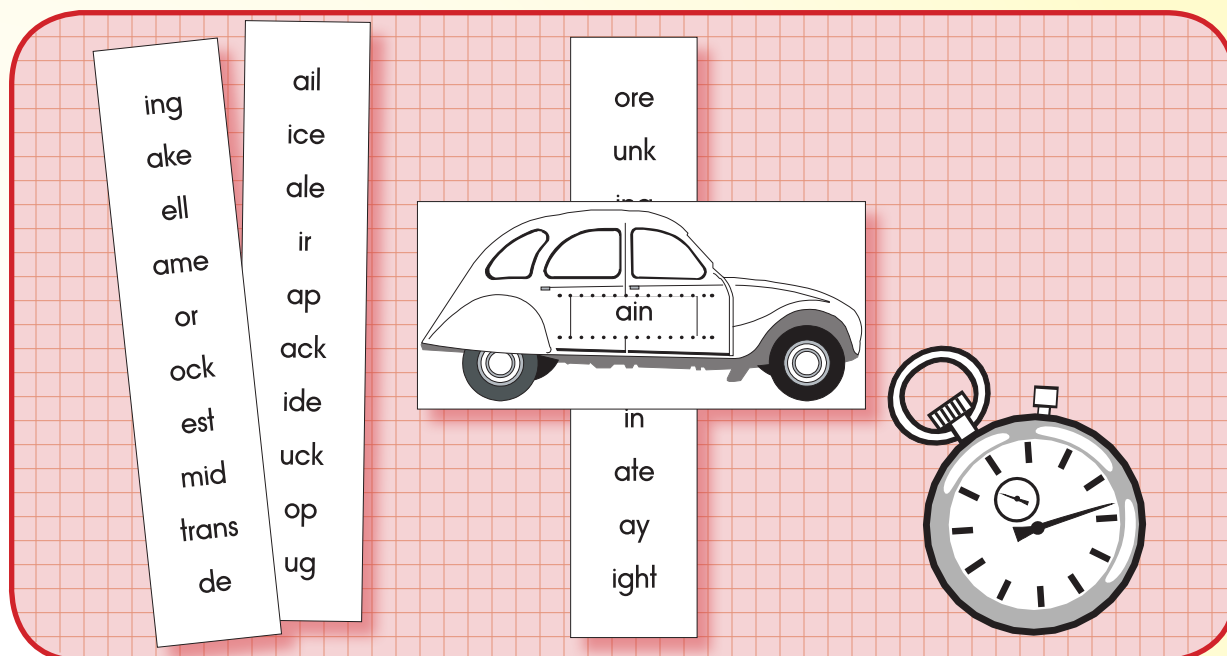 ing
ake
ell
ame
or
ock
est
mid
trans
de
ail
ice
ale
ir
ap
ack
ide
uck
op
ug
ore
unk
ing
ain
in
ate
ay
ight